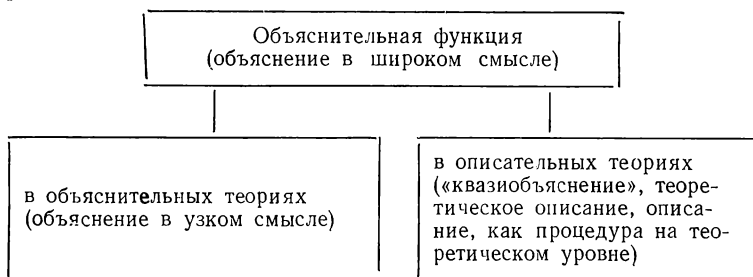 Объяснительная функция
(объяснение в широком смысле)
в объяснительных теориях
(объяснение в узком смысле)
в описательных теориях
(«квазиобъяснение», теоре-
тическое описание, описа-
ние, как процедура на тео-
ретическом уровне)